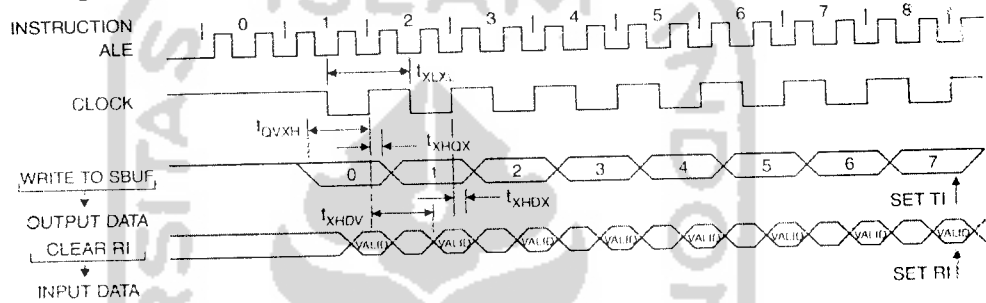 INSTRUCTION 0 1 2 3 4 5 6 7 8
ALE
tXLXL
CLOCK
tQVXH
tXHQX
WRITE TO SBUF 0 1 2 3 4 5 6 7
tXHDX
SET TI
OUTPUT DATA
tXHDV
CLEAR RI VALID VALID VALID VALID VALID VALID VALID VALID
SET RI
INPUT DATA